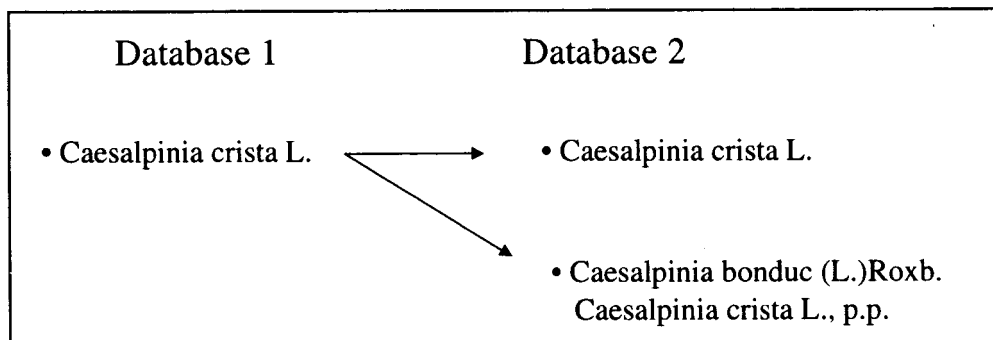 Database 1 Database 2
• Caesalpinia crista L. • Caesalpinia crista L.
• Caesalpinia bonduc (L.)Roxb.
Caesalpinia crista L., p.p.